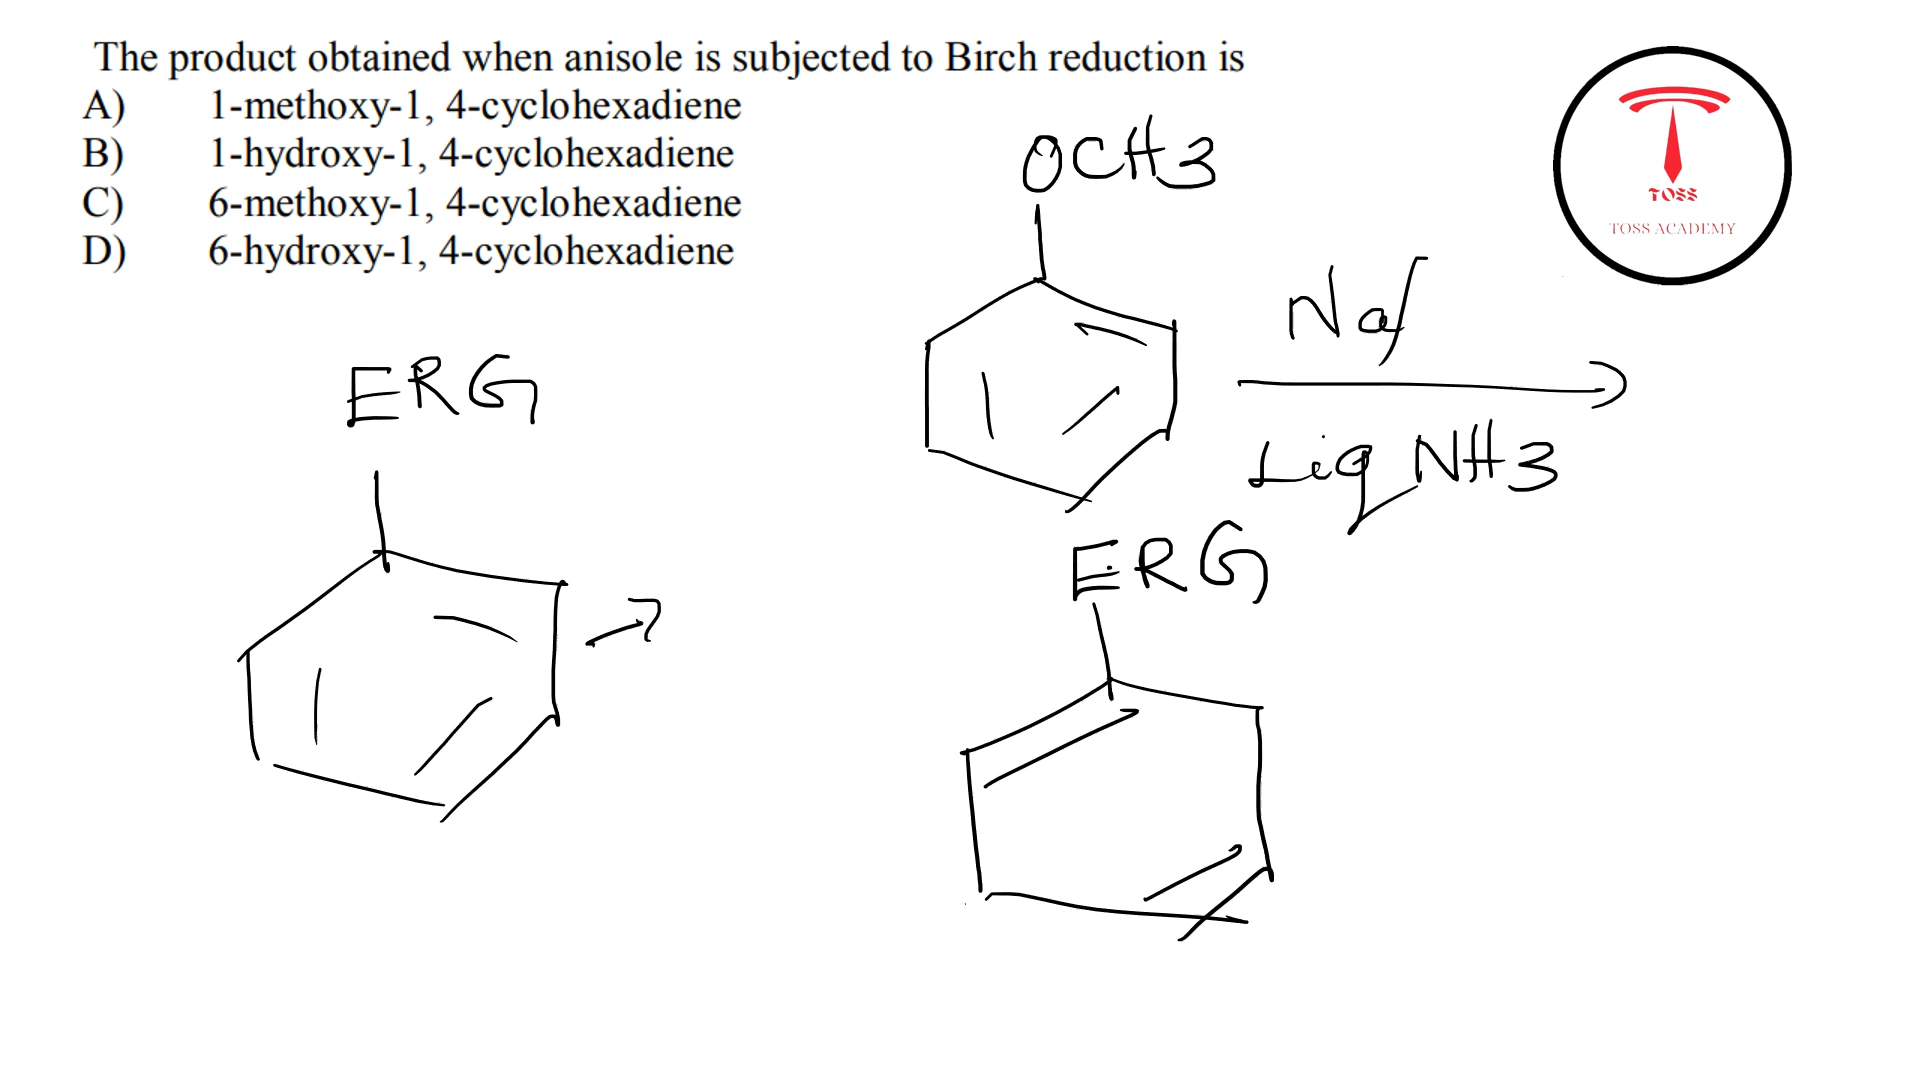 The product obtained when anisole is subjected to Birch reduction is
A) 1-methoxy-1, 4-cyclohexadiene
B) 1-hydroxy-1, 4-cyclohexadiene
C) 6-methoxy-1, 4-cyclohexadiene
D) 6-hydroxy-1, 4-cyclohexadiene
TOSS
TOSS ACADEMY
OCH3
Na/
Liq NH3
ERG
ERG